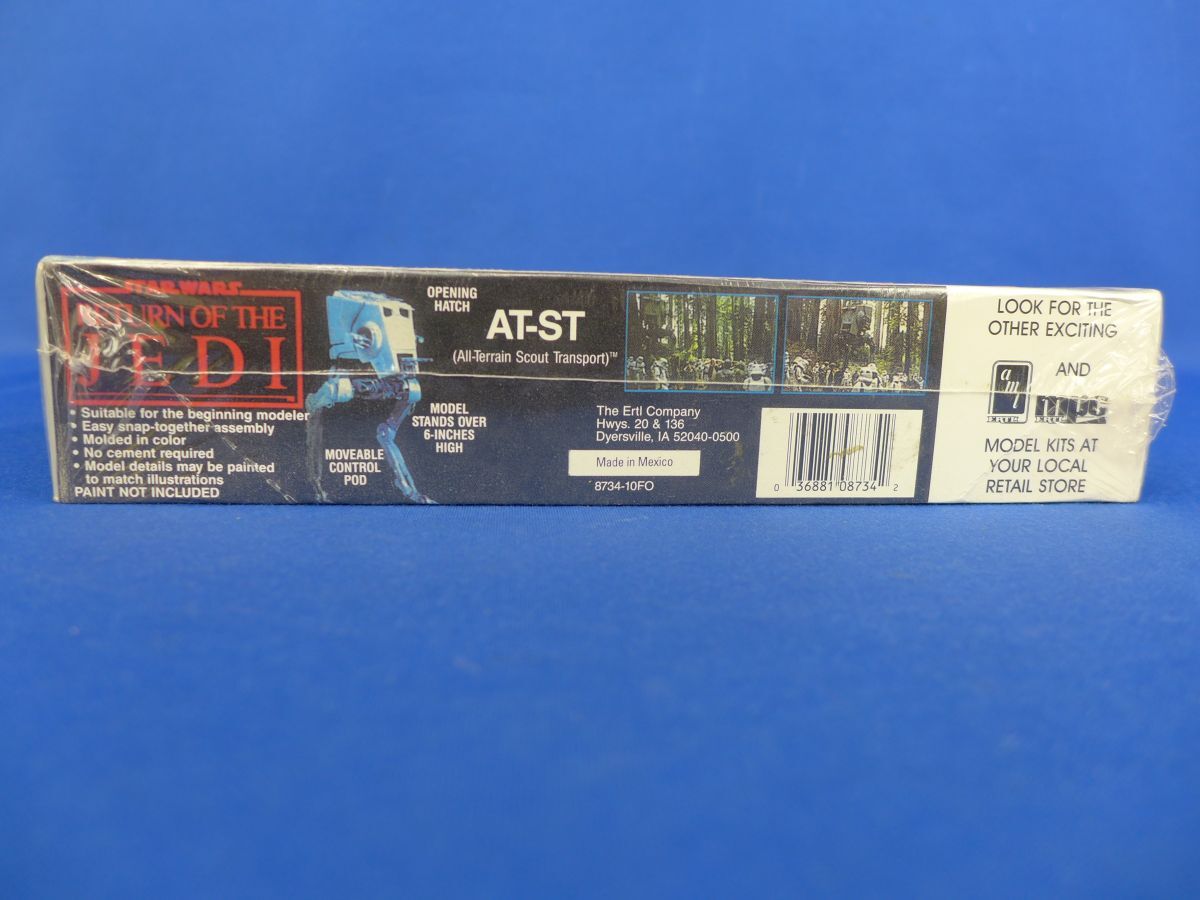 STAR WARS
RETURN OF THE
JEDI
• Suitable for the beginning modeler
• Easy snap-together assembly
• Molded in color
• No cement required
• Model details may be painted
to match illustrations
PAINT NOT INCLUDED
OPENING
HATCH
MODEL
STANDS OVER
6-INCHES
HIGH
MOVEABLE
CONTROL
POD
AT-ST
(All-Terrain Scout Transport)™
The Ertl Company
Hwys. 20 & 136
Dyersville, IA 52040-0500
Made in Mexico
8734-10FO
0 36881 08734 2
LOOK FOR THE
OTHER EXCITING
amt
ERTL
AND
mpc
ERTL
MODEL KITS AT
YOUR LOCAL
RETAIL STORE